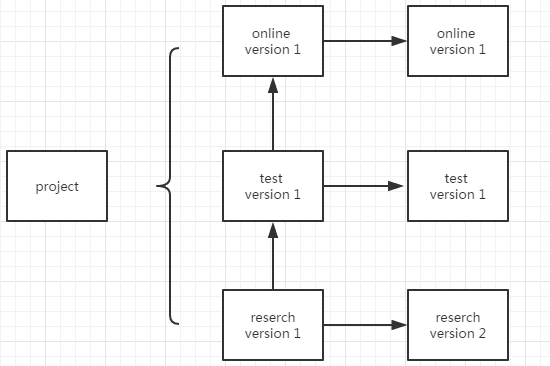 online
version 1
online
version 1
project
test
version 1
test
version 1
reserch
version 1
reserch
version 2